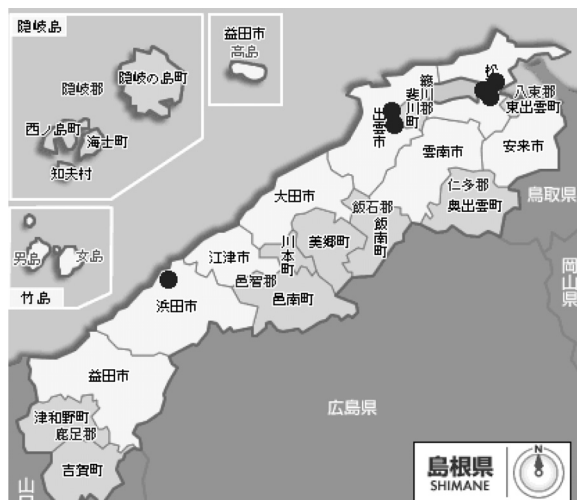 隠岐島
隠岐郡
隠岐の島町
西ノ島町
海士町
知夫村
益田市
高島
男島
女島
竹島
松
簸川郡
斐川町
出雲市
八束郡
東出雲町
安来市
雲南市
仁多郡
奥出雲町
大田市
飯石郡
飯南町
美郷町
川本町
江津市
邑智郡
邑南町
浜田市
益田市
津和野町
鹿足郡
吉賀町
鳥取県
岡山県
広島県
山口
島根県
SHIMANE
N